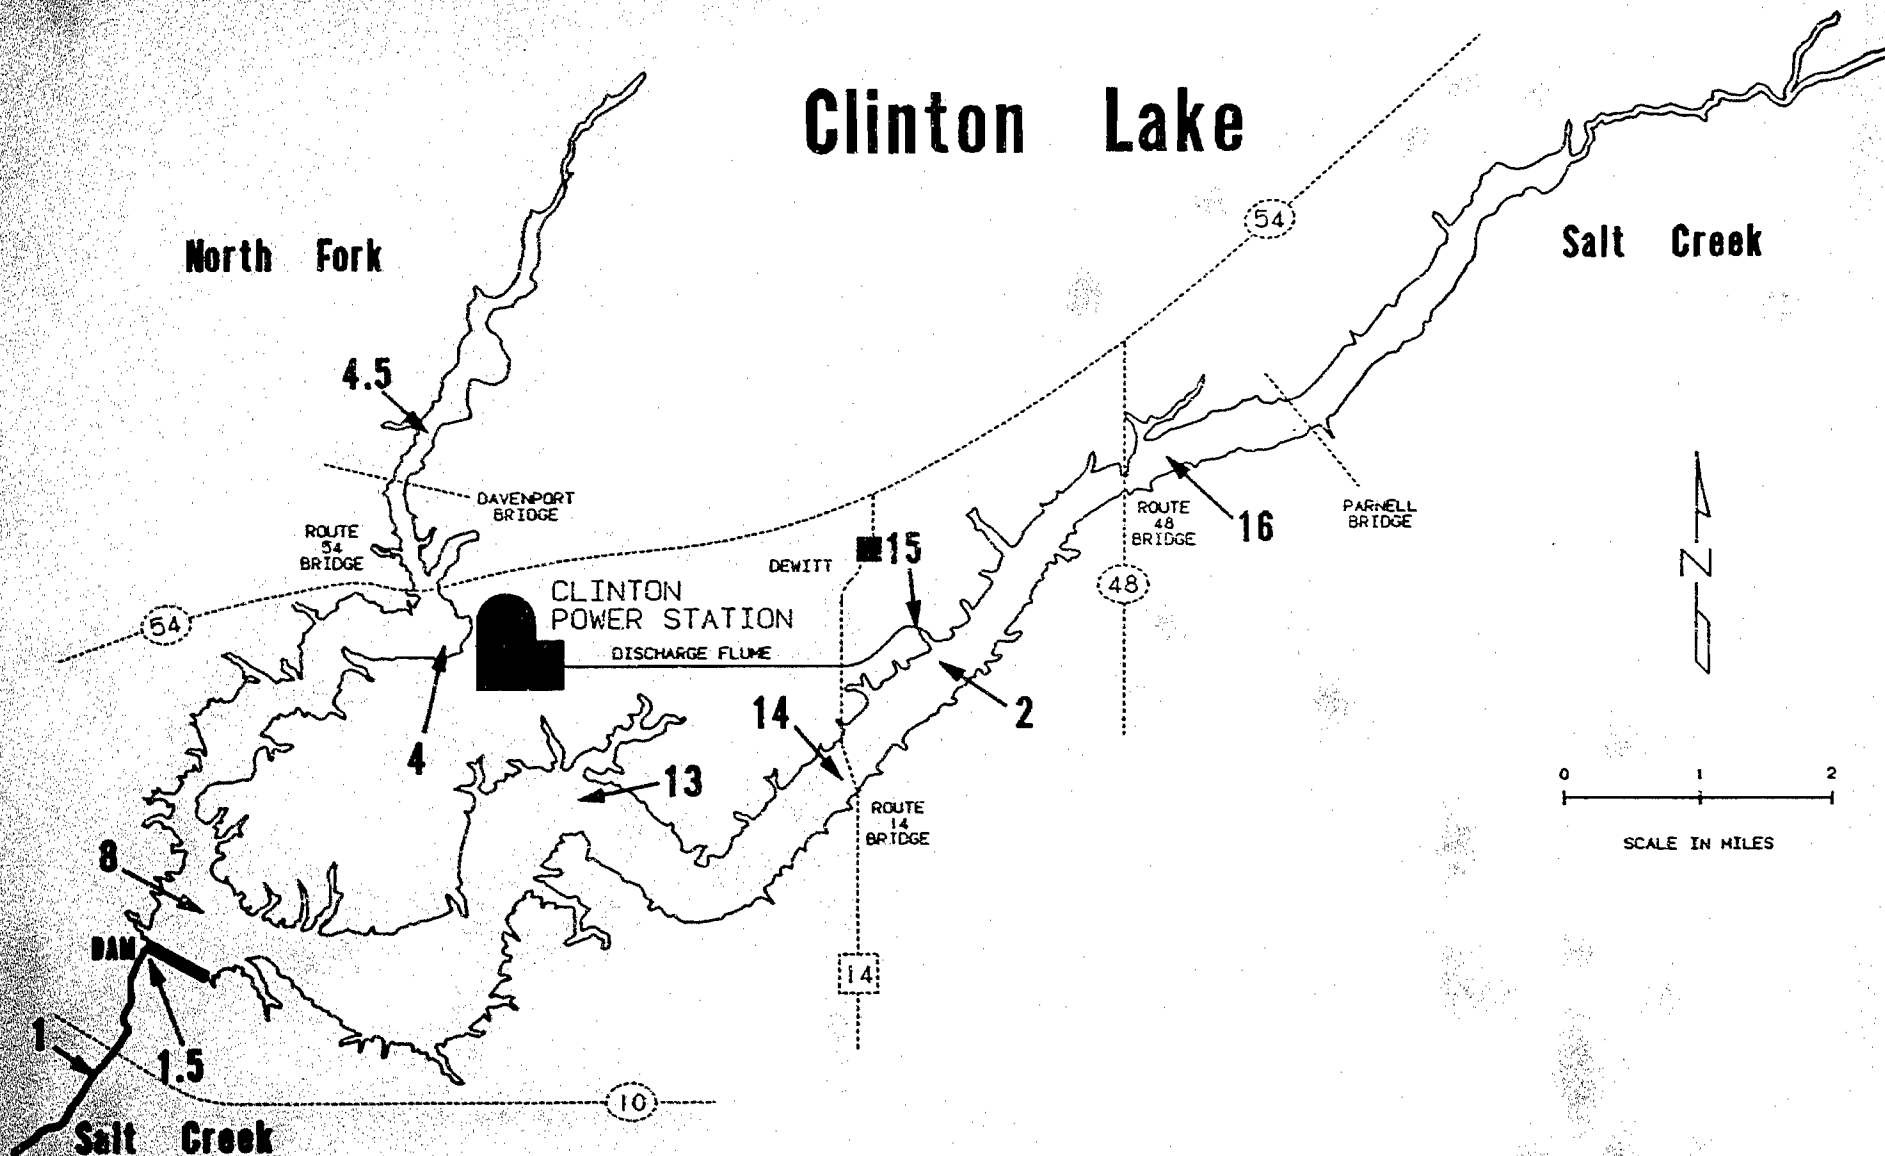 Clinton Lake
54
North Fork
Salt Creek
4.5
DAVENPORT
BRIDGE
ROUTE
54
BRIDGE
ROUTE
48
BRIDGE
16
PARNELL
BRIDGE
DEWITT
15
48
CLINTON
POWER STATION
54
DISCHARGE FLUME
N
14
2
4
13
0 1 2
ROUTE
14
BRIDGE
SCALE IN MILES
8
DAM
14
1
1.5
10
Salt Creek